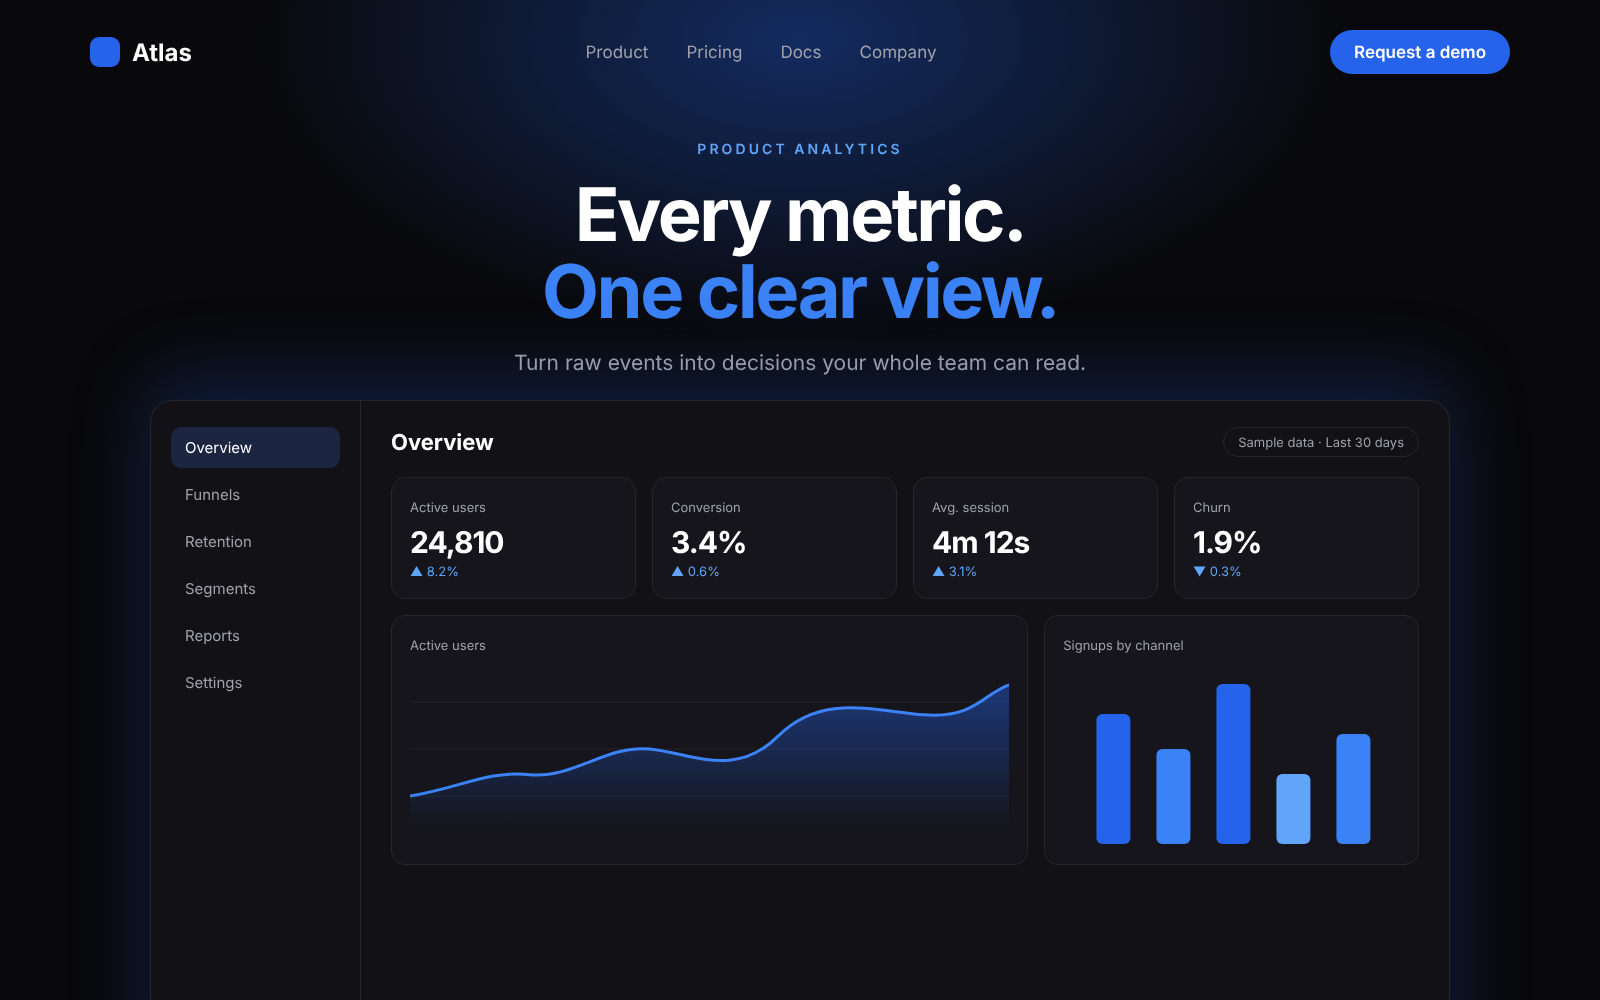 Atlas
Product
Pricing
Docs
Company
Request a demo
PRODUCT ANALYTICS
Every metric.
One clear view.
Turn raw events into decisions your whole team can read.
Overview
Funnels
Retention
Segments
Reports
Settings
Overview
Sample data · Last 30 days
Active users
24,810
▲ 8.2%
Conversion
3.4%
▲ 0.6%
Avg. session
4m 12s
▲ 3.1%
Churn
1.9%
▼ 0.3%
Active users
Signups by channel